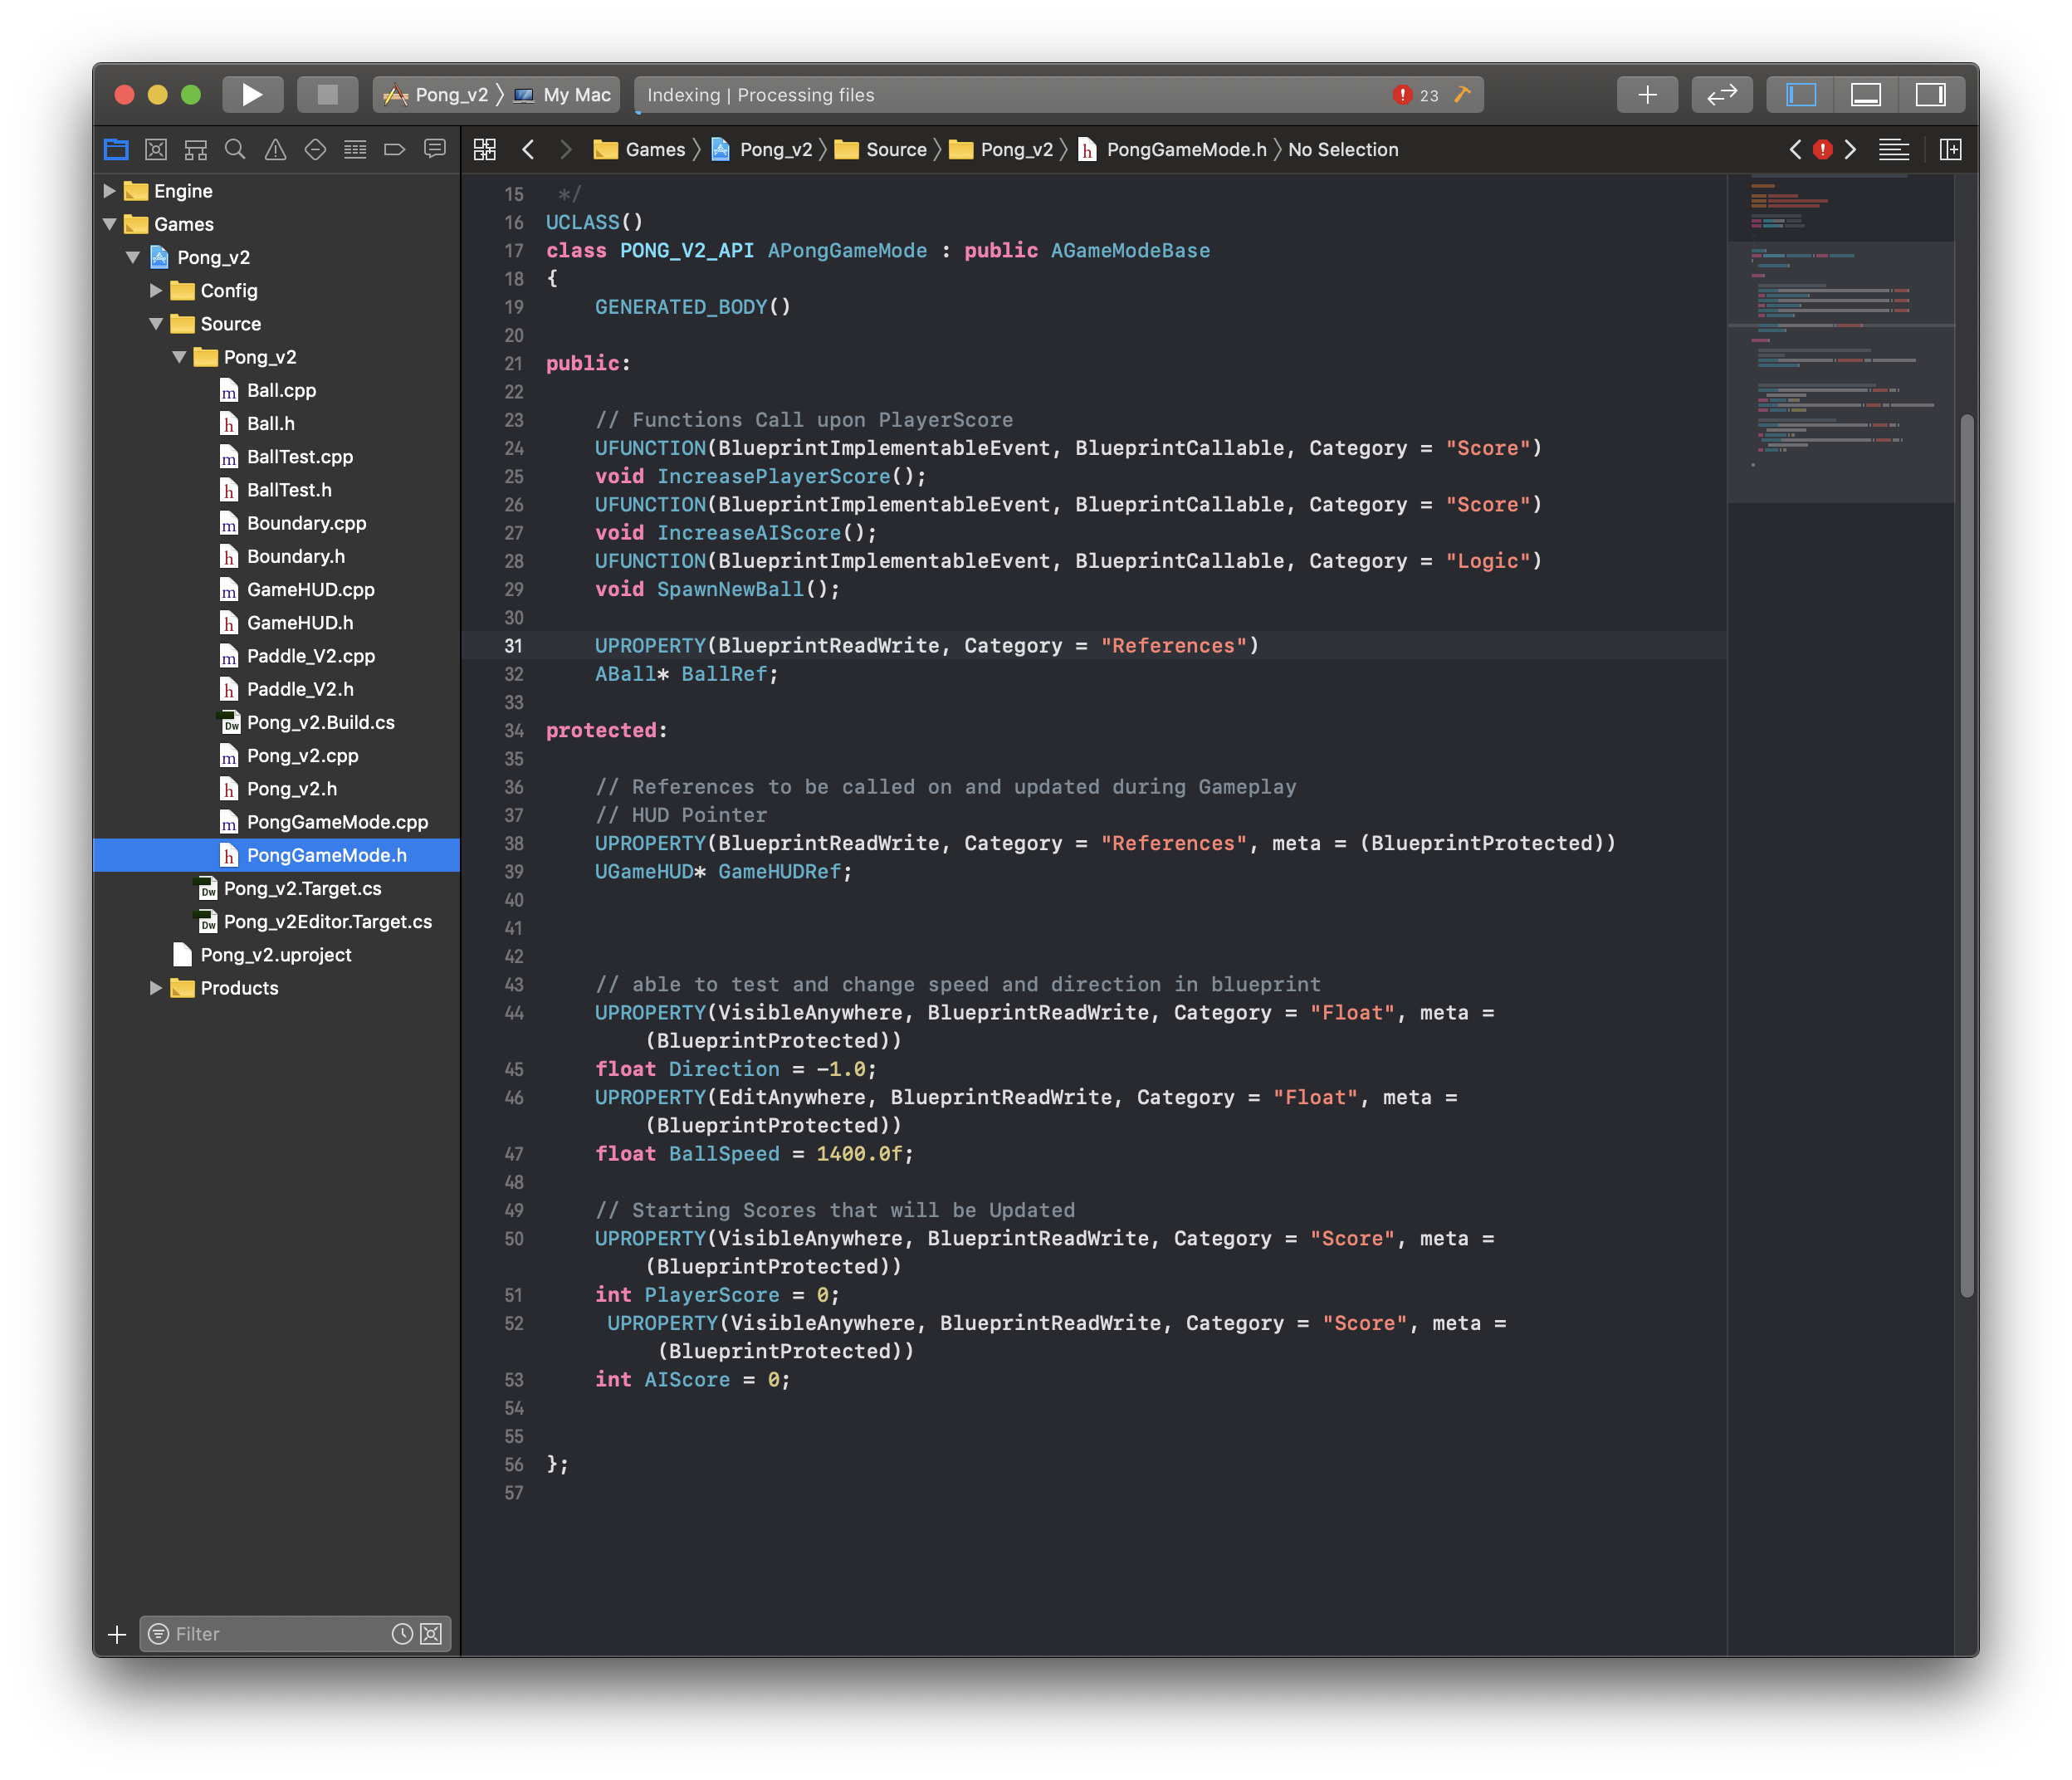 Pong_v2 My Mac
Indexing | Processing files
23
Games Pong_v2 Source Pong_v2 PongGameMode.h No Selection
Engine
Games
Pong_v2
Config
Source
Pong_v2
Ball.cpp
Ball.h
BallTest.cpp
BallTest.h
Boundary.cpp
Boundary.h
GameHUD.cpp
GameHUD.h
Paddle_V2.cpp
Paddle_V2.h
Pong_v2.Build.cs
Pong_v2.cpp
Pong_v2.h
PongGameMode.cpp
PongGameMode.h
Pong_v2.Target.cs
Pong_v2Editor.Target.cs
Pong_v2.uproject
Products
Filter
15 */
16 UCLASS()
17 class PONG_V2_API APongGameMode : public AGameModeBase
18 {
19 GENERATED_BODY()
20
21 public:
22
23 // Functions Call upon PlayerScore
24 UFUNCTION(BlueprintImplementableEvent, BlueprintCallable, Category = "Score")
25 void IncreasePlayerScore();
26 UFUNCTION(BlueprintImplementableEvent, BlueprintCallable, Category = "Score")
27 void IncreaseAIScore();
28 UFUNCTION(BlueprintImplementableEvent, BlueprintCallable, Category = "Logic")
29 void SpawnNewBall();
30
31 UPROPERTY(BlueprintReadWrite, Category = "References")
32 ABall* BallRef;
33
34 protected:
35
36 // References to be called on and updated during Gameplay
37 // HUD Pointer
38 UPROPERTY(BlueprintReadWrite, Category = "References", meta = (BlueprintProtected))
39 UGameHUD* GameHUDRef;
40
41
42
43 // able to test and change speed and direction in blueprint
44 UPROPERTY(VisibleAnywhere, BlueprintReadWrite, Category = "Float", meta =
(BlueprintProtected))
45 float Direction = -1.0;
46 UPROPERTY(EditAnywhere, BlueprintReadWrite, Category = "Float", meta =
(BlueprintProtected))
47 float BallSpeed = 1400.0f;
48
49 // Starting Scores that will be Updated
50 UPROPERTY(VisibleAnywhere, BlueprintReadWrite, Category = "Score", meta =
(BlueprintProtected))
51 int PlayerScore = 0;
52 UPROPERTY(VisibleAnywhere, BlueprintReadWrite, Category = "Score", meta =
(BlueprintProtected))
53 int AIScore = 0;
54
55
56 };
57